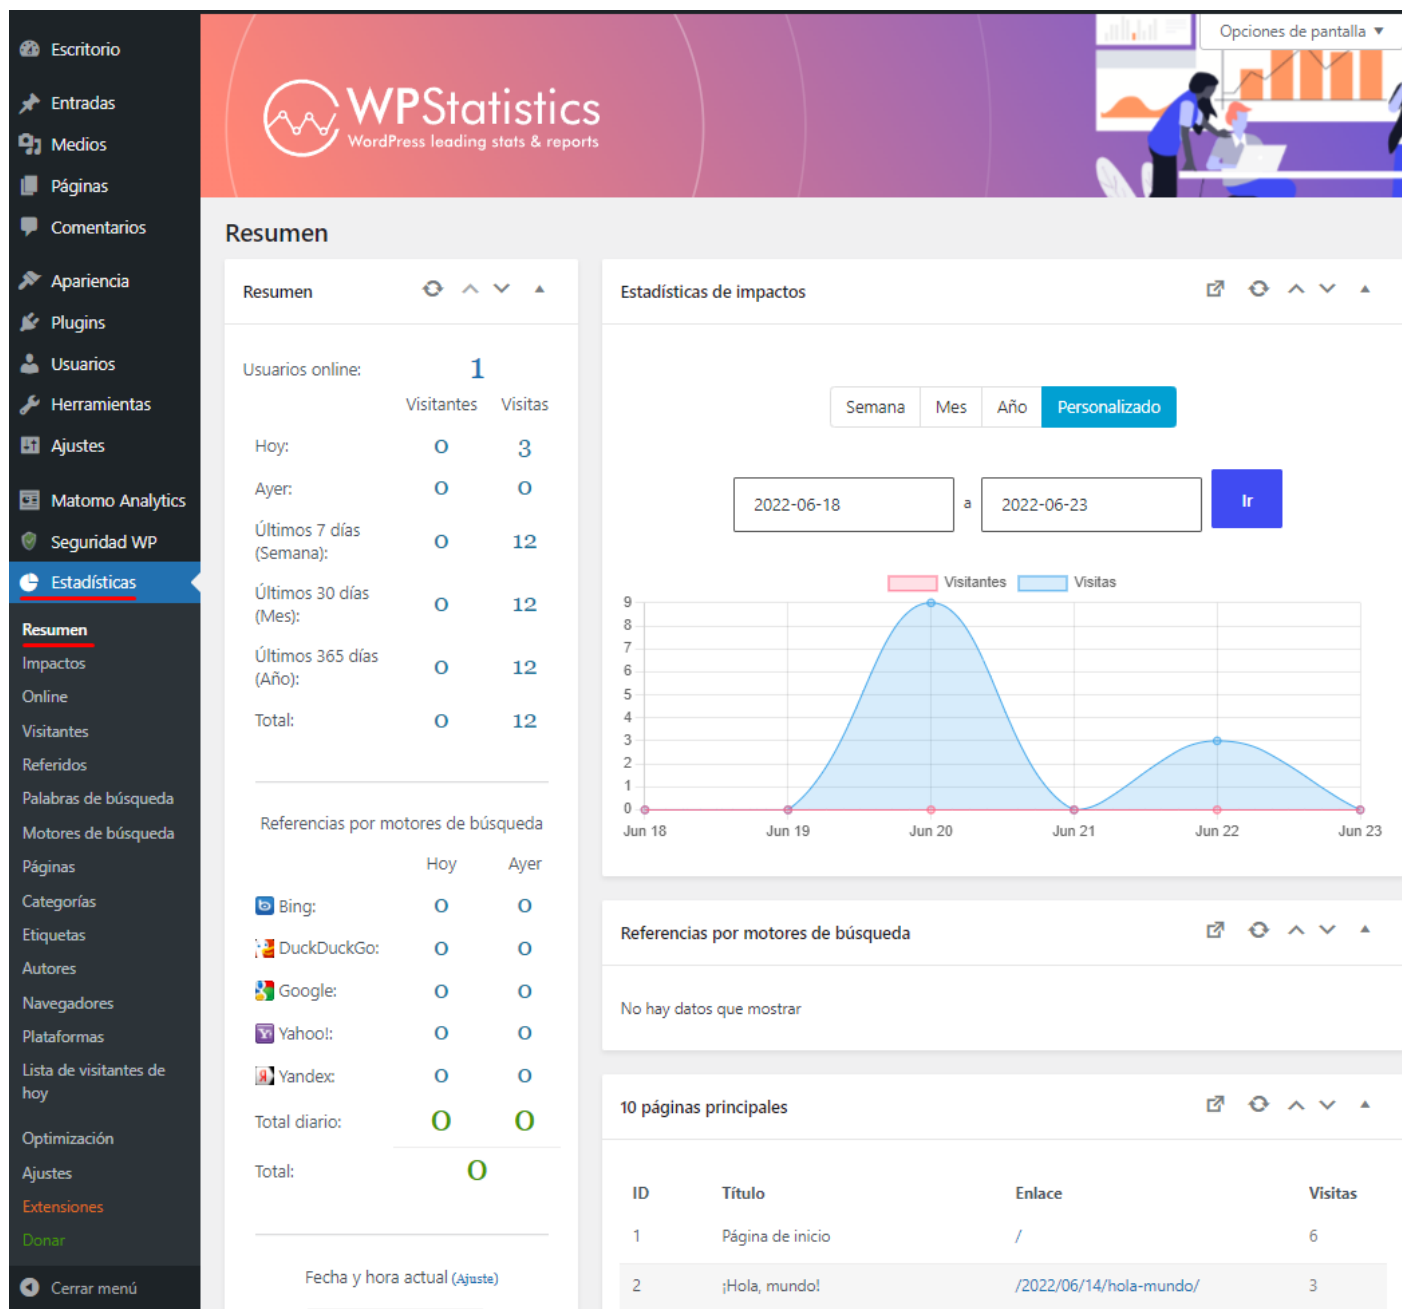 Escritorio
Entradas
Medios
Páginas
Comentarios
Apariencia
Plugins
Usuarios
Herramientas
Ajustes
Matomo Analytics
Seguridad WP
Estadísticas
Resumen
Impactos
Online
Visitantes
Referidos
Palabras de búsqueda
Motores de búsqueda
Páginas
Categorías
Etiquetas
Autores
Navegadores
Plataformas
Lista de visitantes de
hoy
Optimización
Ajustes
Extensiones
Donar
Cerrar menú
Opciones de pantalla
WPStatistics
WordPress leading stats & reports
Resumen
Resumen
Usuarios online: 1
Visitantes Visitas
Hoy: 0 3
Ayer: 0 0
Últimos 7 días
(Semana): 0 12
Últimos 30 días
(Mes): 0 12
Últimos 365 días
(Año): 0 12
Total: 0 12
Referencias por motores de búsqueda
Hoy Ayer
Bing: 0 0
DuckDuckGo: 0 0
Google: 0 0
Yahoo!: 0 0
Yandex: 0 0
Total diario: 0 0
Total: 0
Fecha y hora actual (Ajuste)
Estadísticas de impactos
Semana Mes Año Personalizado
2022-06-18 a 2022-06-23 Ir
Visitantes Visitas
9
8
7
6
5
4
3
2
1
0
Jun 18 Jun 19 Jun 20 Jun 21 Jun 22 Jun 23
Referencias por motores de búsqueda
No hay datos que mostrar
10 páginas principales
ID Título Enlace Visitas
1 Página de inicio / 6
2 ¡Hola, mundo! /2022/06/14/hola-mundo/ 3